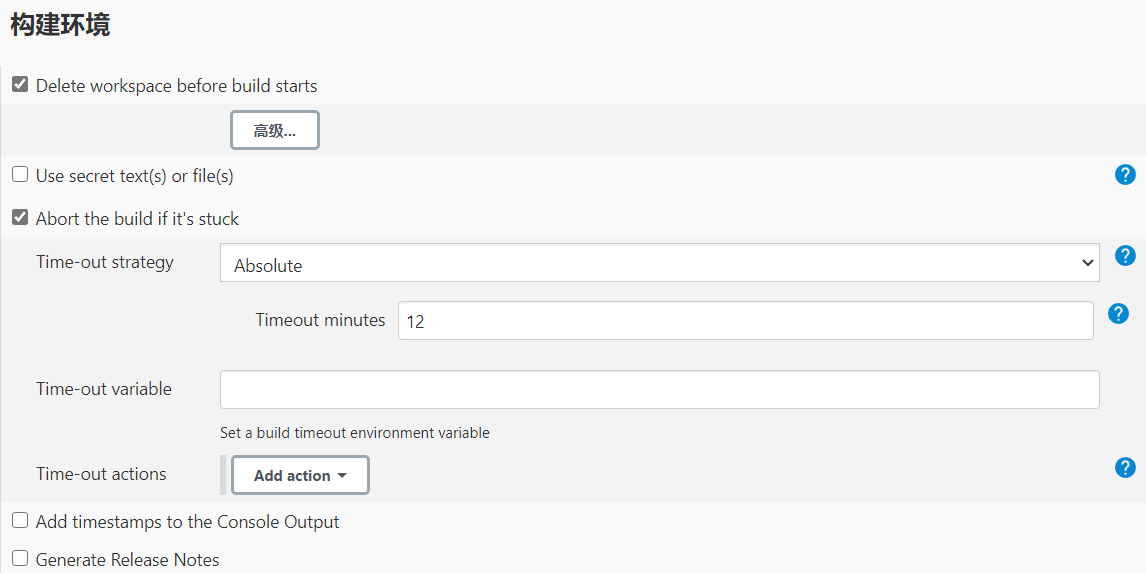 构建环境
Delete workspace before build starts
高级...
Use secret text(s) or file(s)
?
Abort the build if it's stuck
Time-out strategy
Absolute
?
Timeout minutes
12
?
Time-out variable
Set a build timeout environment variable
Time-out actions
Add action
?
Add timestamps to the Console Output
Generate Release Notes